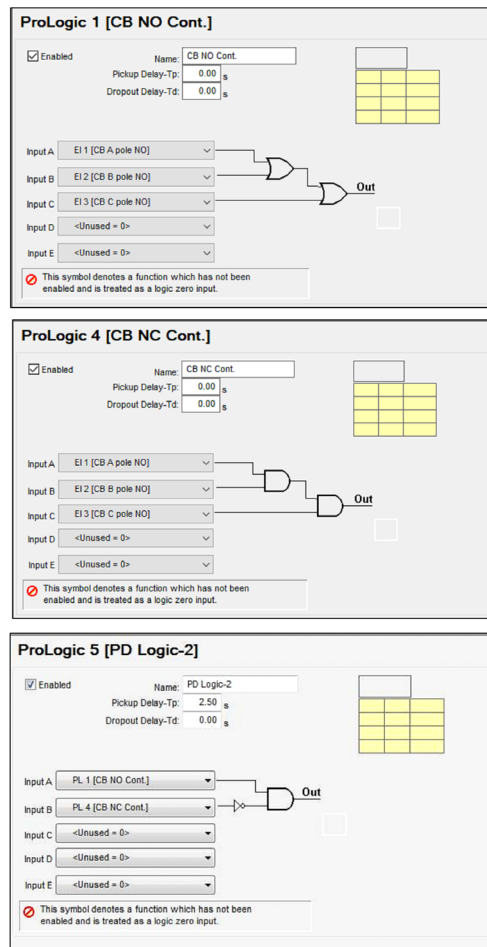 ProLogic 1 [CB NO Cont.]
Enabled
Name: CB NO Cont.
Pickup Delay-Tp: 0.00 s
Dropout Delay-Td: 0.00 s
Input A EI 1 [CB A pole NO]
Input B EI 2 [CB B pole NO]
Out
Input C EI 3 [CB C pole NO]
Input D <Unused = 0>
Input E <Unused = 0>
This symbol denotes a function which has not been
enabled and is treated as a logic zero input.
ProLogic 4 [CB NC Cont.]
Enabled
Name: CB NC Cont.
Pickup Delay-Tp: 0.00 s
Dropout Delay-Td: 0.00 s
Input A EI 1 [CB A pole NO]
Input B EI 2 [CB B pole NO]
Out
Input C EI 3 [CB C pole NO]
Input D <Unused = 0>
Input E <Unused = 0>
This symbol denotes a function which has not been
enabled and is treated as a logic zero input.
ProLogic 5 [PD Logic-2]
Enabled
Name: PD Logic-2
Pickup Delay-Tp: 2.50 s
Dropout Delay-Td: 0.00 s
Input A PL 1 [CB NO Cont.]
Out
Input B PL 4 [CB NC Cont.]
Input C <Unused = 0>
Input D <Unused = 0>
Input E <Unused = 0>
This symbol denotes a function which has not been
enabled and is treated as a logic zero input.